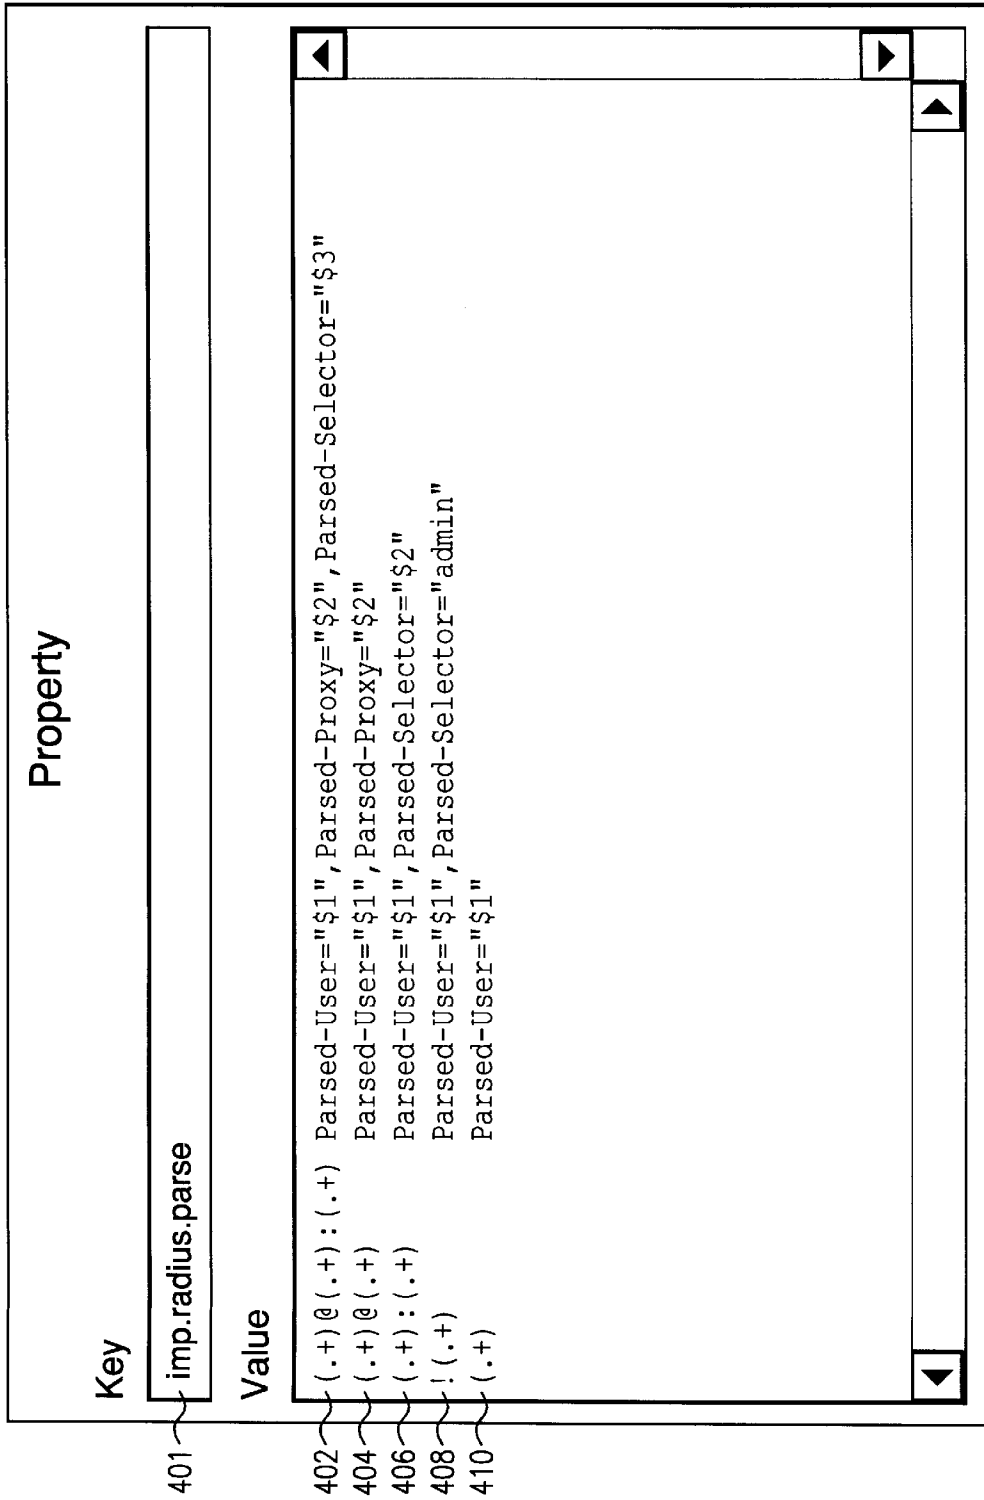 Property
Key
401 imp.radius.parse
Value
402 (.+)@(.+):(.+) Parsed-User="$1",Parsed-Proxy="$2",Parsed-Selector="$3"
404 (.+)@(.+) Parsed-User="$1",Parsed-Proxy="$2"
406 (.+):(.+) Parsed-User="$1",Parsed-Selector="$2"
408 !(.+) Parsed-User="$1",Parsed-Selector="admin"
410 (.+) Parsed-User="$1"